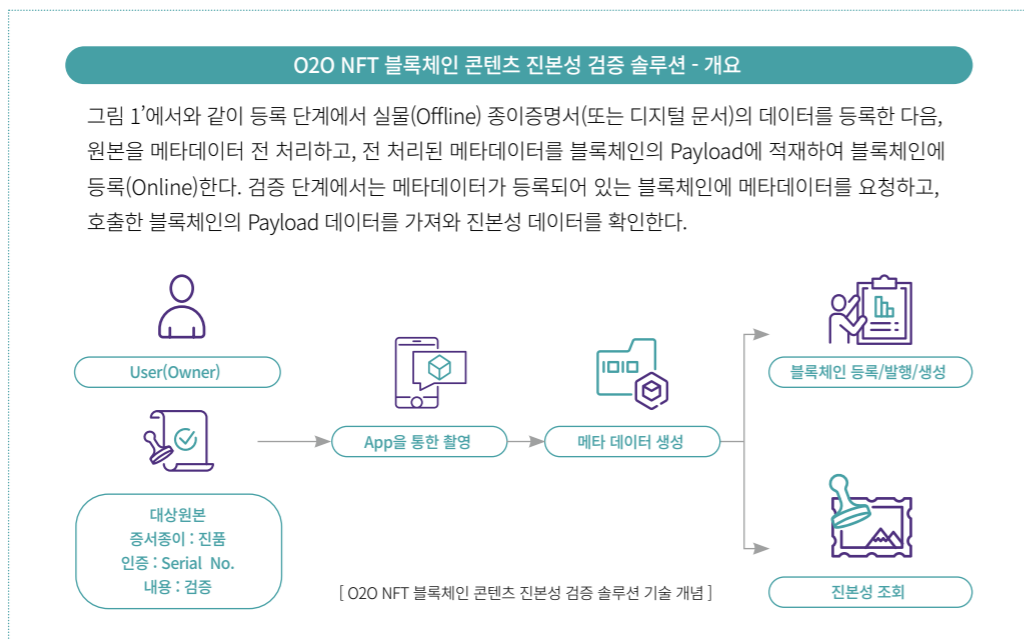 O2O NFT 블록체인 콘텐츠 진본성 검증 솔루션 - 개요
그림 1’에서와 같이 등록 단계에서 실물(Offline) 종이증명서(또는 디지털 문서)의 데이터를 등록한 다음,
원본을 메타데이터 전 처리하고, 전 처리된 메타데이터를 블록체인의 Payload에 적재하여 블록체인에
등록(Online)한다. 검증 단계에서는 메타데이터가 등록되어 있는 블록체인에 메타데이터를 요청하고,
호출한 블록체인의 Payload 데이터를 가져와 진본성 데이터를 확인한다.
User(Owner)
블록체인 등록/발행/생성
1010
App을 통한 촬영
메타 데이터 생성
대상원본
증서종이 : 진품
인증 : Serial No.
내용 : 검증
[ O2O NFT 블록체인 콘텐츠 진본성 검증 솔루션 기술 개념 ]
진본성 조회